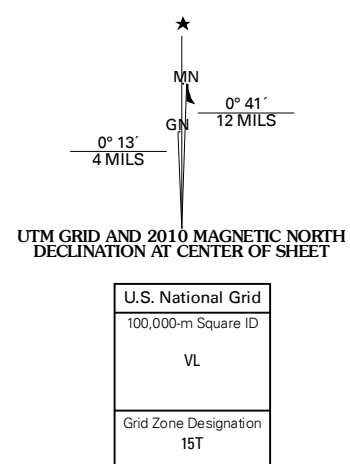 MN
0° 41´
12 MILS
GN
0° 13´
4 MILS
UTM GRID AND 2010 MAGNETIC NORTH
DECLINATION AT CENTER OF SHEET
U.S. National Grid
100,000-m Square ID
VL
Grid Zone Designation
15T